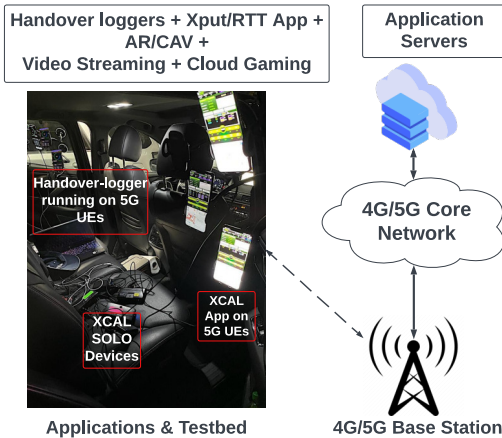 Handover loggers + Xput/RTT App +
AR/CAV +
Video Streaming + Cloud Gaming
Application
Servers
Handover-logger
running on 5G
UEs
4G/5G Core
Network
XCAL
SOLO
Devices
XCAL
App on
5G UEs
Applications & Testbed
4G/5G Base Station